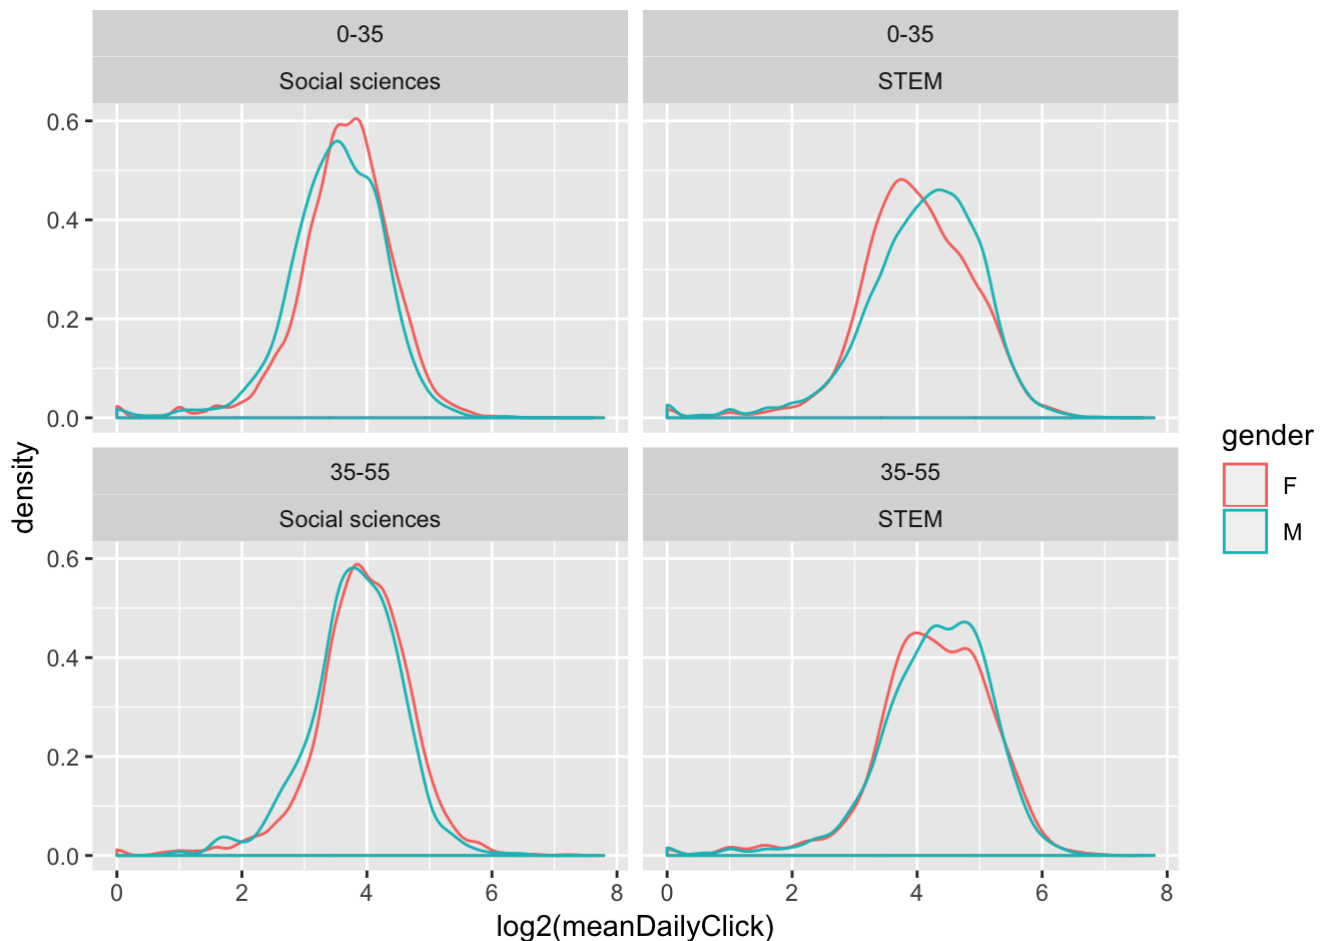 0-35
0-35
Social sciences
STEM
0.6
0.4
0.2
0.0
35-55
35-55
Social sciences
STEM
0.6
0.4
0.2
0.0
0 2 4 6 8
0 2 4 6 8
log2(meanDailyClick)
density
gender
F
M